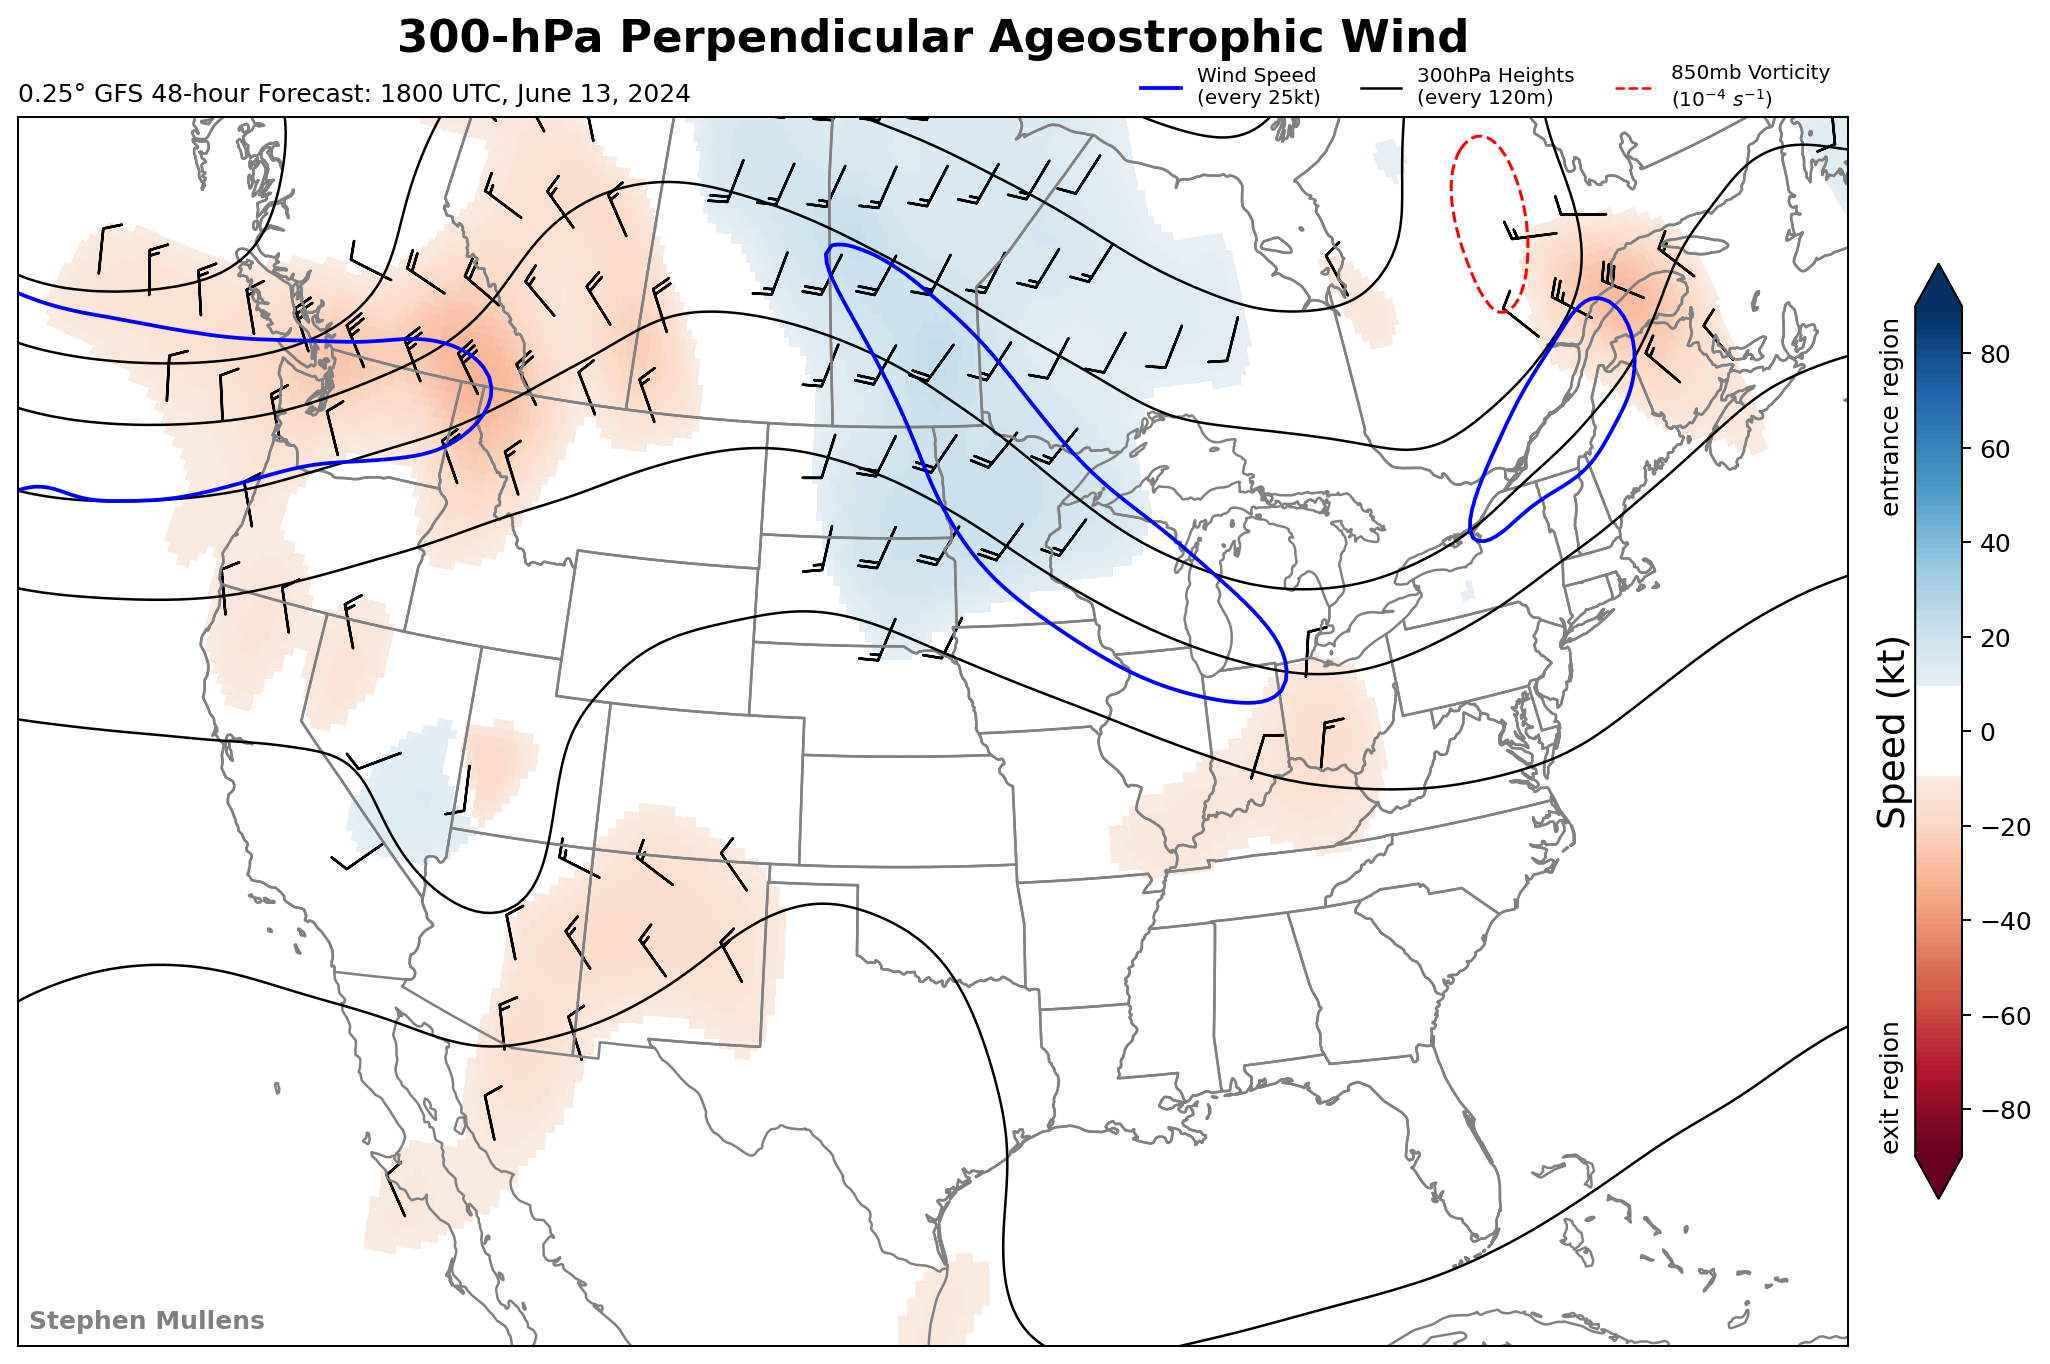 300-hPa Perpendicular Ageostrophic Wind
0.25° GFS 48-hour Forecast: 1800 UTC, June 13, 2024
Wind Speed
(every 25kt)
300hPa Heights
(every 120m)
850mb Vorticity
(10⁻⁴ s⁻¹)
entrance region
Speed (kt)
exit region
80
60
40
20
0
−20
−40
−60
−80
Stephen Mullens